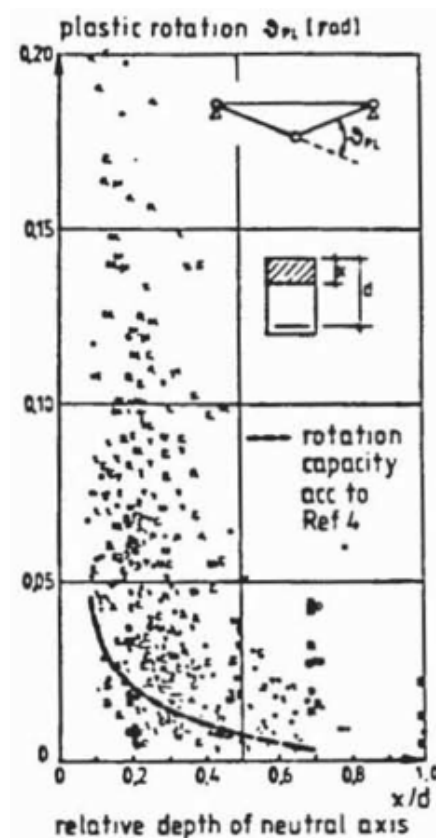 plastic rotation ϑPL [rad]
0,20
ϑPL
0,15
x
d
0,10
rotation
capacity
acc to
Ref 4
0,05
0
0 0,2 0,4 0,6 0,8 1,0
x/d
relative depth of neutral axis